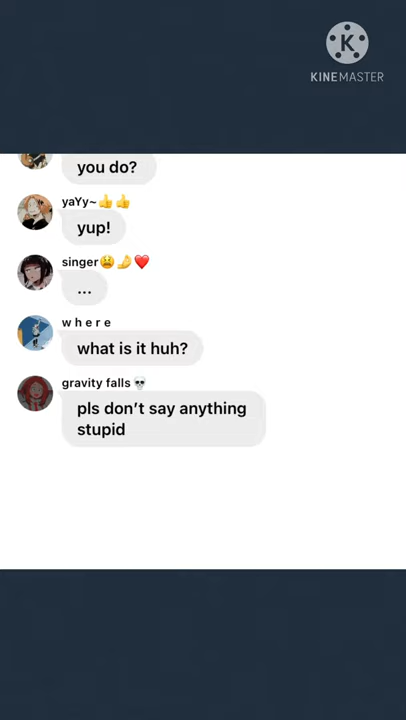 K
KINEMASTER
you do?
yaYy~👍👍
yup!
singer😫🤌❤️
...
w h e r e
what is it huh?
gravity falls 💀
pls don't say anything
stupid